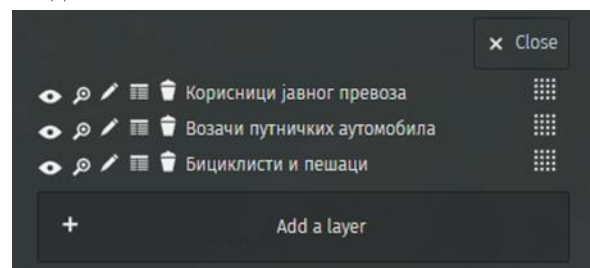 × Close
Корисници јавног превоза
Возачи путничких аутомобила
Бициклисти и пешаци
+ Add a layer